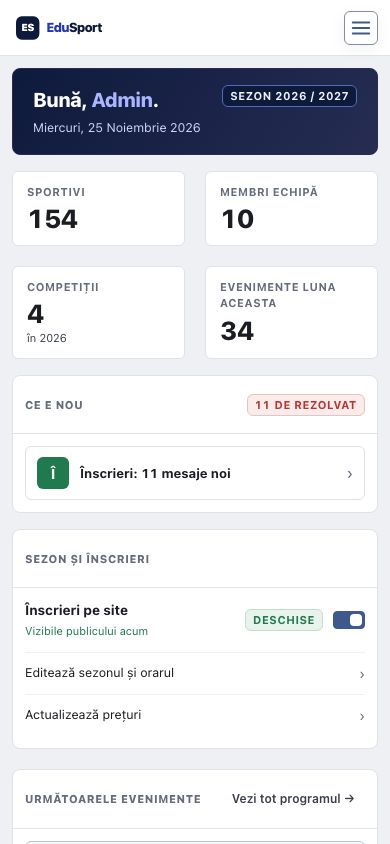 ES EduSport
Bună, Admin.
SEZON 2026 / 2027
Miercuri, 25 Noiembrie 2026
SPORTIVI
154
MEMBRI ECHIPĂ
10
COMPETIȚII
4
în 2026
EVENIMENTE LUNA
ACEASTA
34
CE E NOU
11 DE REZOLVAT
Î
Înscrieri: 11 mesaje noi
›
SEZON ȘI ÎNSCRIERI
Înscrieri pe site
Vizibile publicului acum
DESCHISE
Editează sezonul și orarul ›
Actualizează prețuri ›
URMĂTOARELE EVENIMENTE
Vezi tot programul →